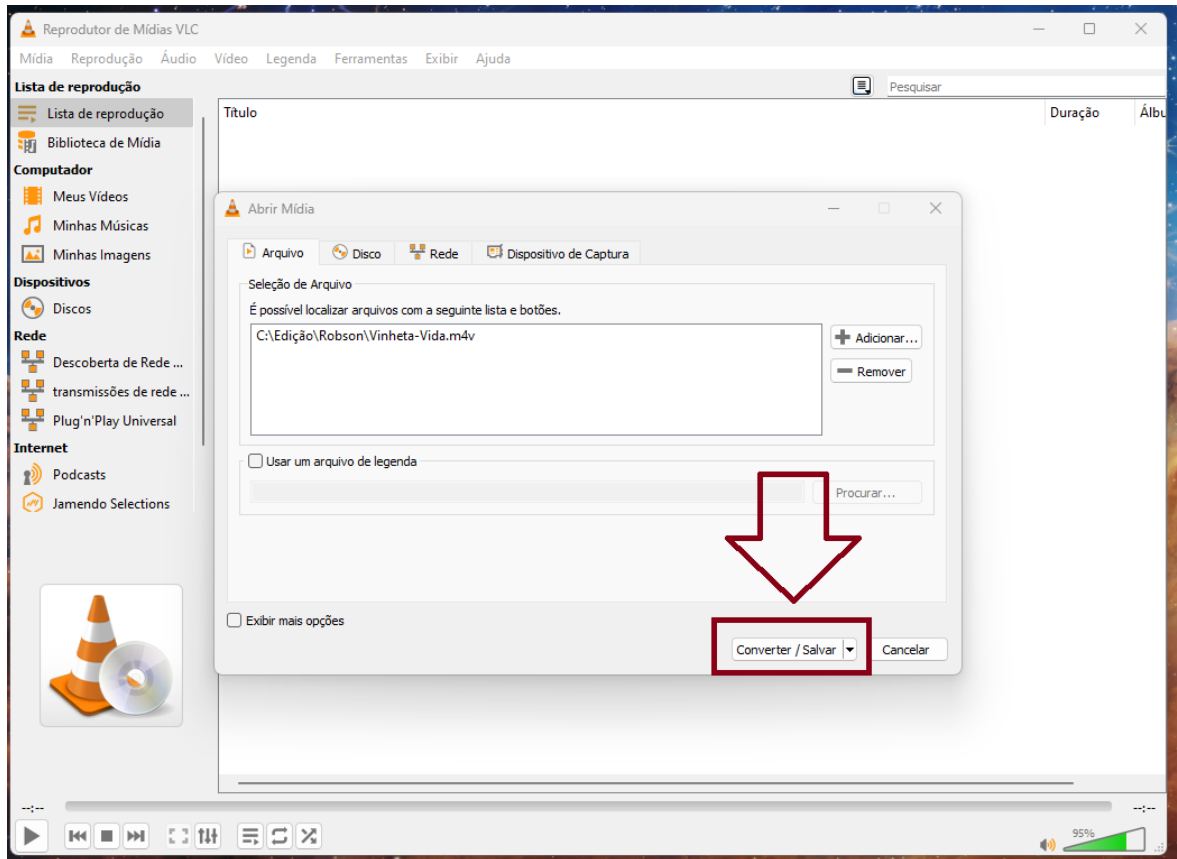 Reprodutor de Mídias VLC
Mídia Reprodução Áudio Vídeo Legenda Ferramentas Exibir Ajuda
Lista de reprodução
Pesquisar
Lista de reprodução
Biblioteca de Mídia
Computador
Meus Vídeos
Minhas Músicas
Minhas Imagens
Dispositivos
Discos
Rede
Descoberta de Rede ...
transmissões de rede ...
Plug'n'Play Universal
Internet
Podcasts
Jamendo Selections
Título Duração Álbu
Abrir Mídia
Arquivo Disco Rede Dispositivo de Captura
Seleção de Arquivo
É possível localizar arquivos com a seguinte lista e botões.
C:\Edição\Robson\Vinheta-Vida.m4v
Adicionar...
Remover
Usar um arquivo de legenda
Procurar...
Exibir mais opções
Converter / Salvar Cancelar
--:-- --:--
95%